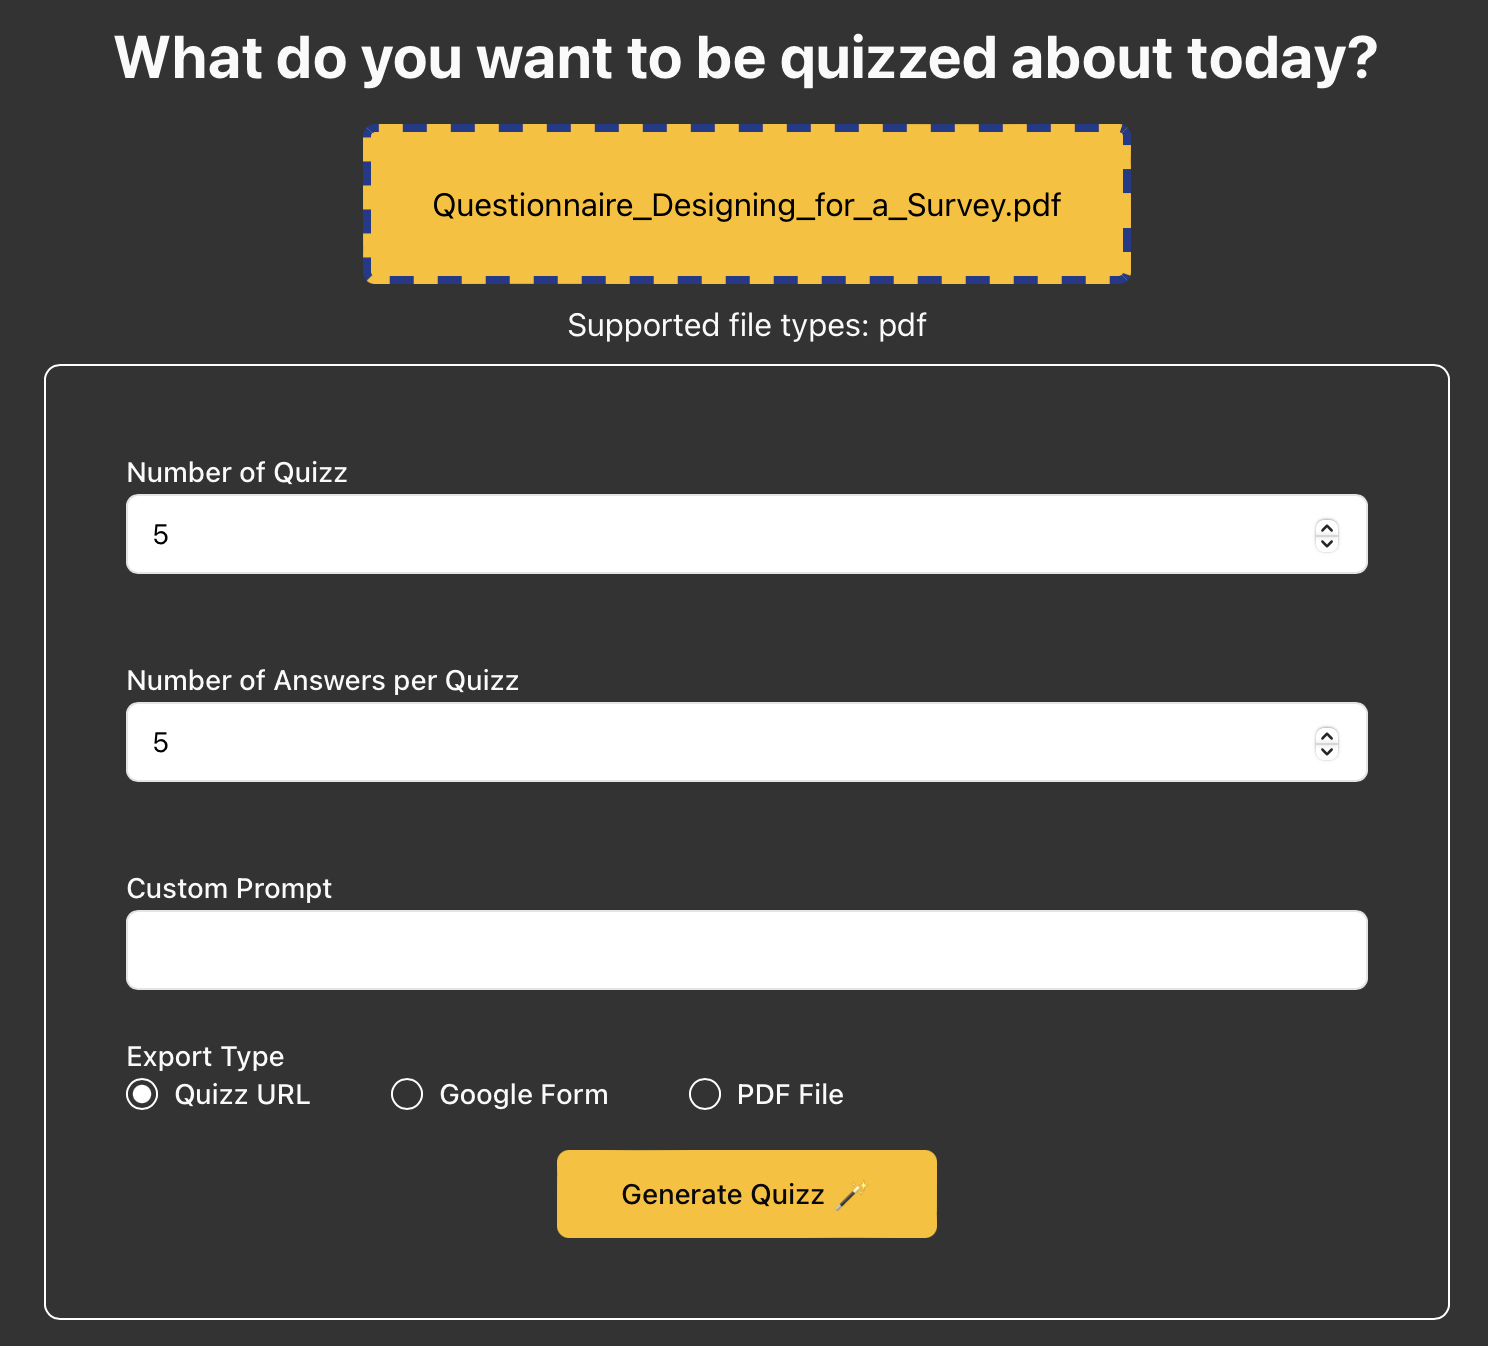 What do you want to be quizzed about today?
Questionnaire_Designing_for_a_Survey.pdf
Supported file types: pdf
Number of Quizz
5
Number of Answers per Quizz
5
Custom Prompt
Export Type
Quizz URL Google Form PDF File
Generate Quizz 🪄